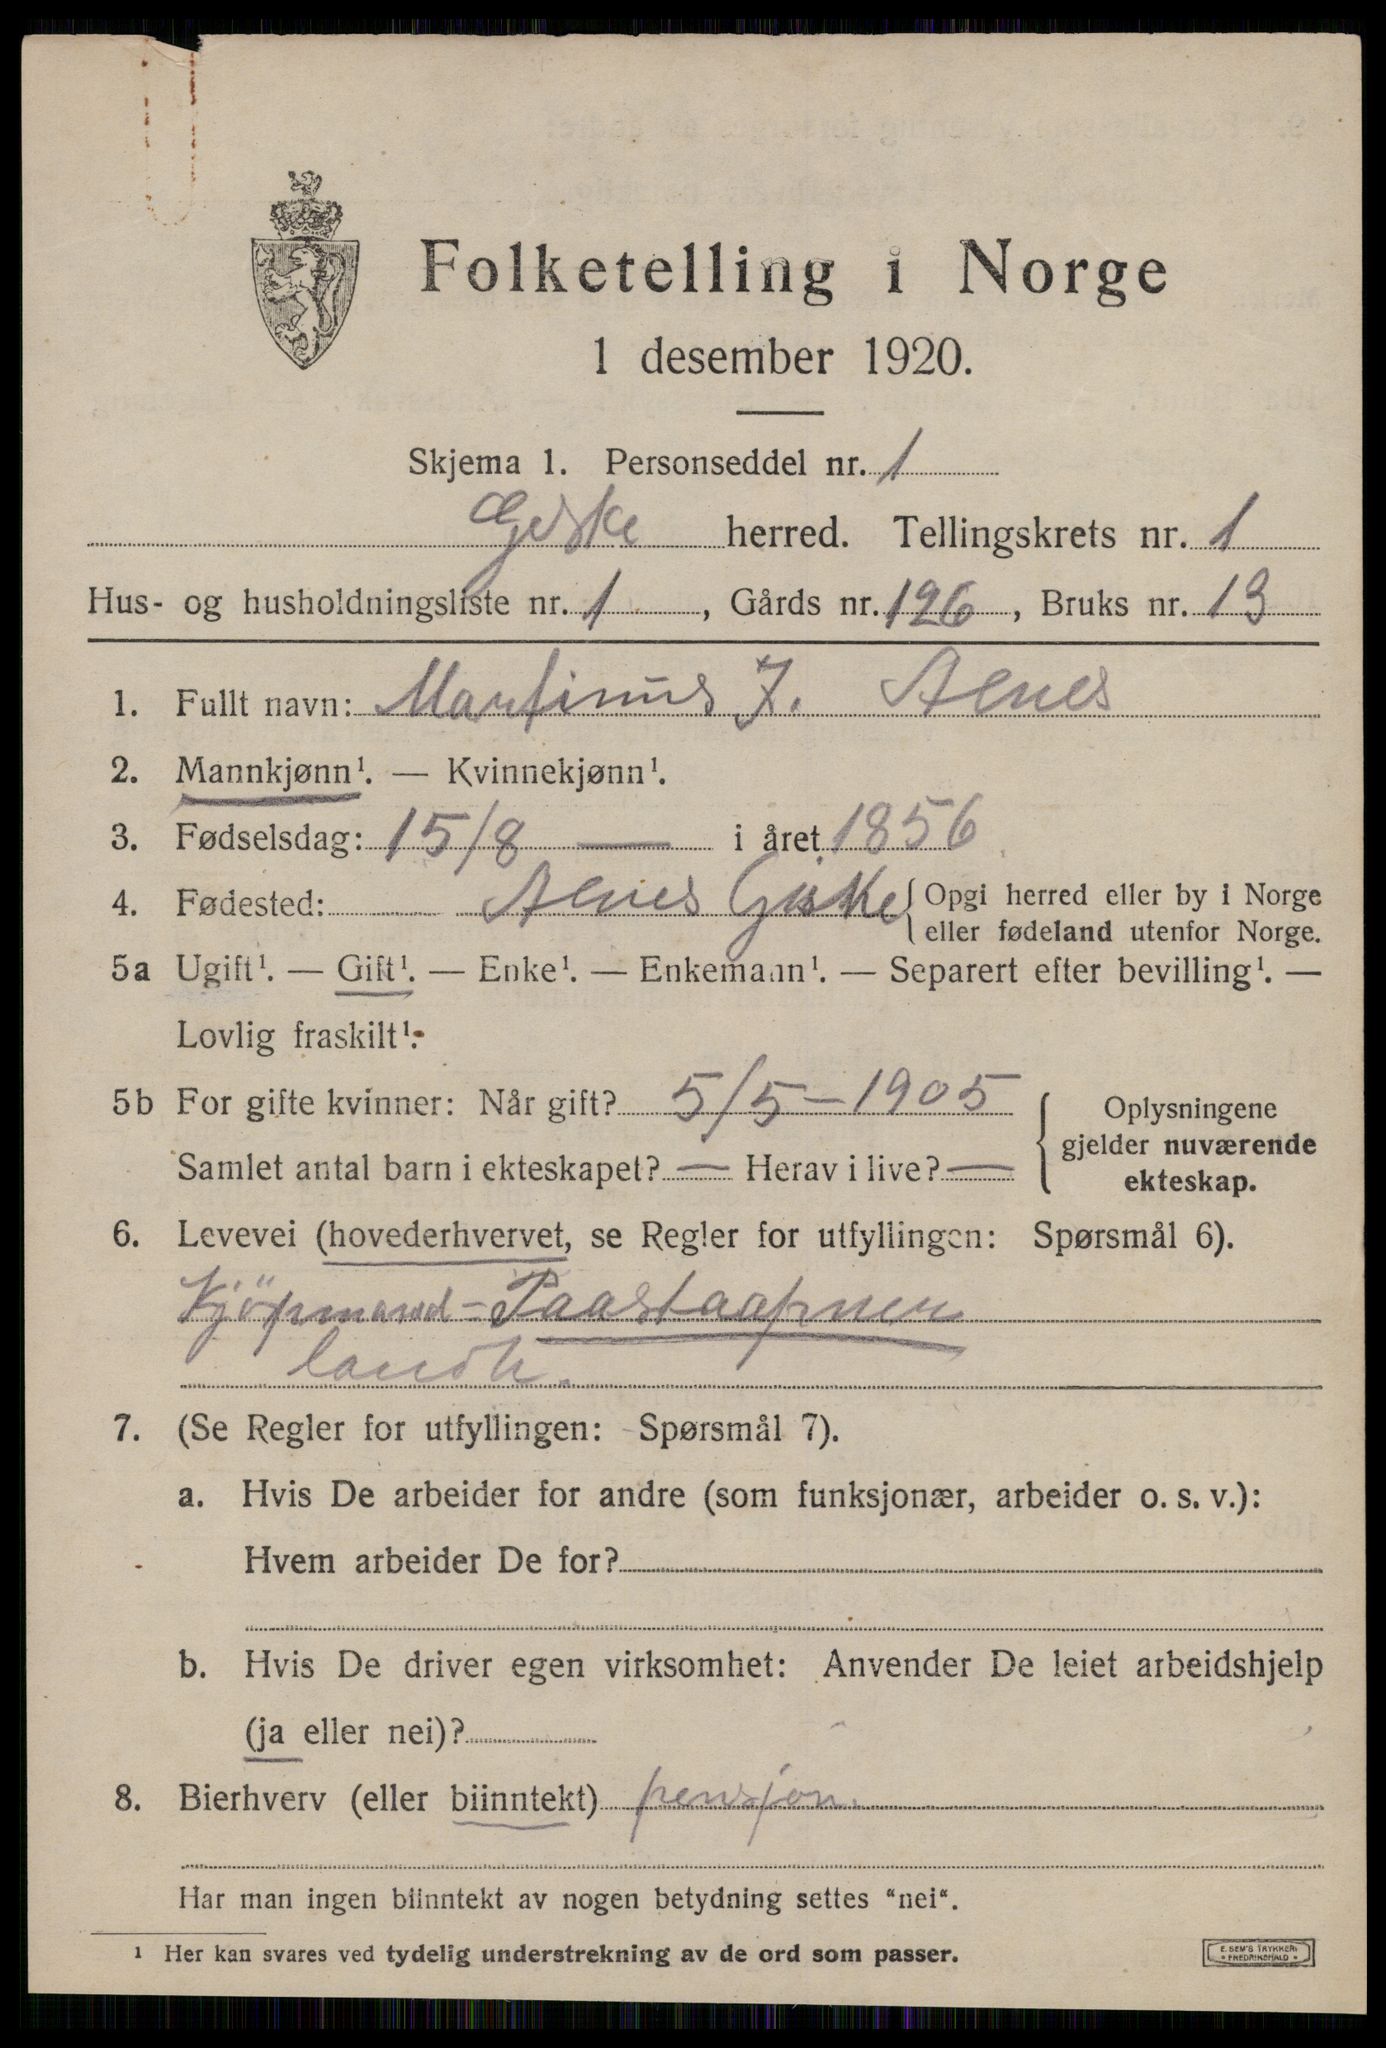 Folketelling i Norge
1 desember 1920.
Skjema 1. Personseddel nr. 1
Giske herred. Tellingskrets nr. 1
Hus- og husholdningsliste nr. 1, Gårds nr. 126, Bruks nr. 13
1. Fullt navn: Martinus J. Alnes
2. Mannkjønn¹. — Kvinnekjønn¹.
3. Fødselsdag: 15/8 — i året 1856
4. Fødested: Alnes Giske { Opgi herred eller by i Norge
eller fødeland utenfor Norge.
5a Ugift¹. — Gift¹. — Enke¹. — Enkemann¹. — Separert efter bevilling¹. —
Lovlig fraskilt¹.
5b For gifte kvinner: Når gift? 5/5 – 1905 { Oplysningene
gjelder nuværende
Samlet antal barn i ekteskapet? — Herav i live? — ekteskap.
6. Levevei (hovederhvervet, se Regler for utfyllingen: Spørsmål 6).
Kjöpmand – Paastaapner
landh.
7. (Se Regler for utfyllingen: Spørsmål 7).
a. Hvis De arbeider for andre (som funksjonær, arbeider o. s. v.):
Hvem arbeider De for?
b. Hvis De driver egen virksomhet: Anvender De leiet arbeidshjelp
(ja eller nei)?
8. Bierhverv (eller biinntekt) pensjon.
Har man ingen biinntekt av nogen betydning settes "nei".
¹ Her kan svares ved tydelig understrekning av de ord som passer.
E. SEM'S TRYKKERI
FREDRIKSHALD